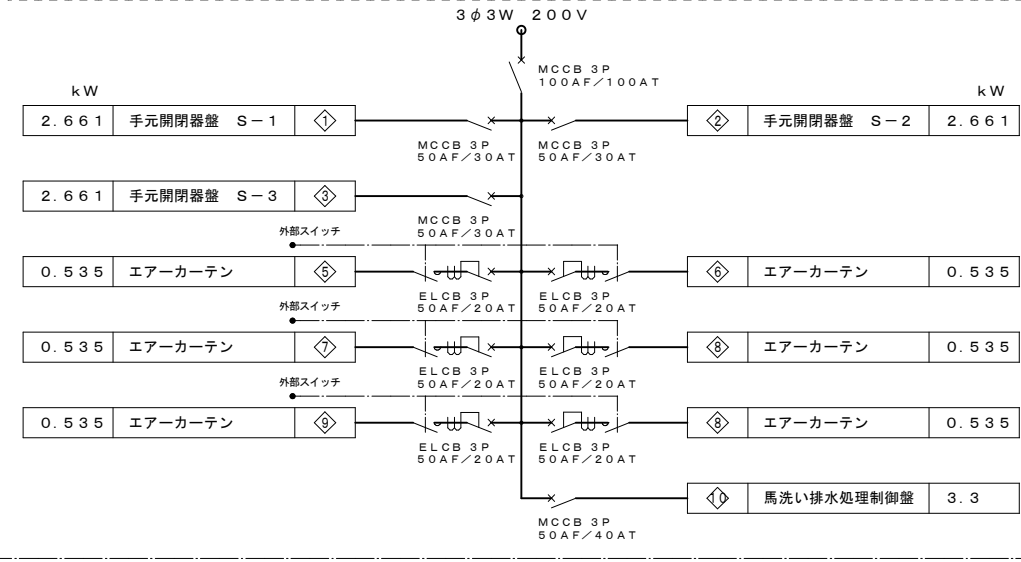 3φ3W 200V
MCCB 3P
100AF/100AT
kW
kW
2.661 手元開閉器盤 S-1 1
2 手元開閉器盤 S-2 2.661
MCCB 3P
50AF/30AT
MCCB 3P
50AF/30AT
2.661 手元開閉器盤 S-3 3
MCCB 3P
50AF/30AT
外部スイッチ
0.535 エアーカーテン 5
6 エアーカーテン 0.535
ELCB 3P
50AF/20AT
ELCB 3P
50AF/20AT
外部スイッチ
0.535 エアーカーテン 7
8 エアーカーテン 0.535
ELCB 3P
50AF/20AT
ELCB 3P
50AF/20AT
外部スイッチ
0.535 エアーカーテン 9
8 エアーカーテン 0.535
ELCB 3P
50AF/20AT
ELCB 3P
50AF/20AT
10 馬洗い排水処理制御盤 3.3
MCCB 3P
50AF/40AT